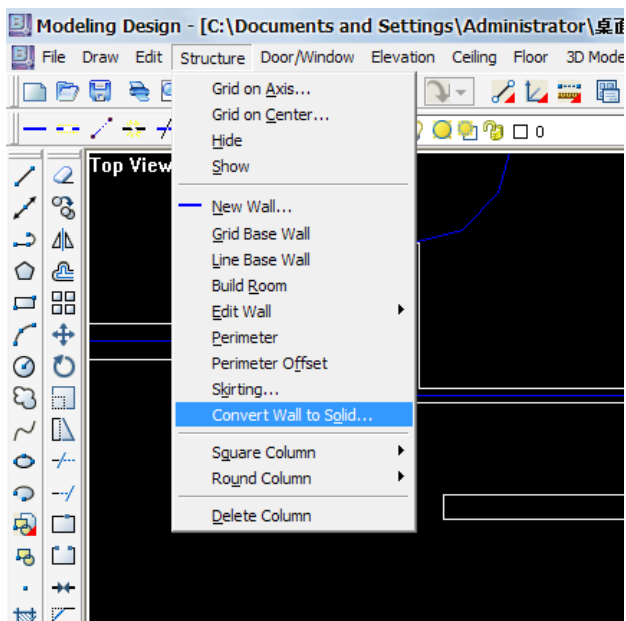 Modeling Design - [C:\Documents and Settings\Administrator\桌面
File Draw Edit Structure Door/Window Elevation Ceiling Floor 3D Mode
0
Top View
Grid on Axis...
Grid on Center...
Hide
Show
New Wall...
Grid Base Wall
Line Base Wall
Build Room
Edit Wall
Perimeter
Perimeter Offset
Skirting...
Convert Wall to Solid...
Square Column
Round Column
Delete Column